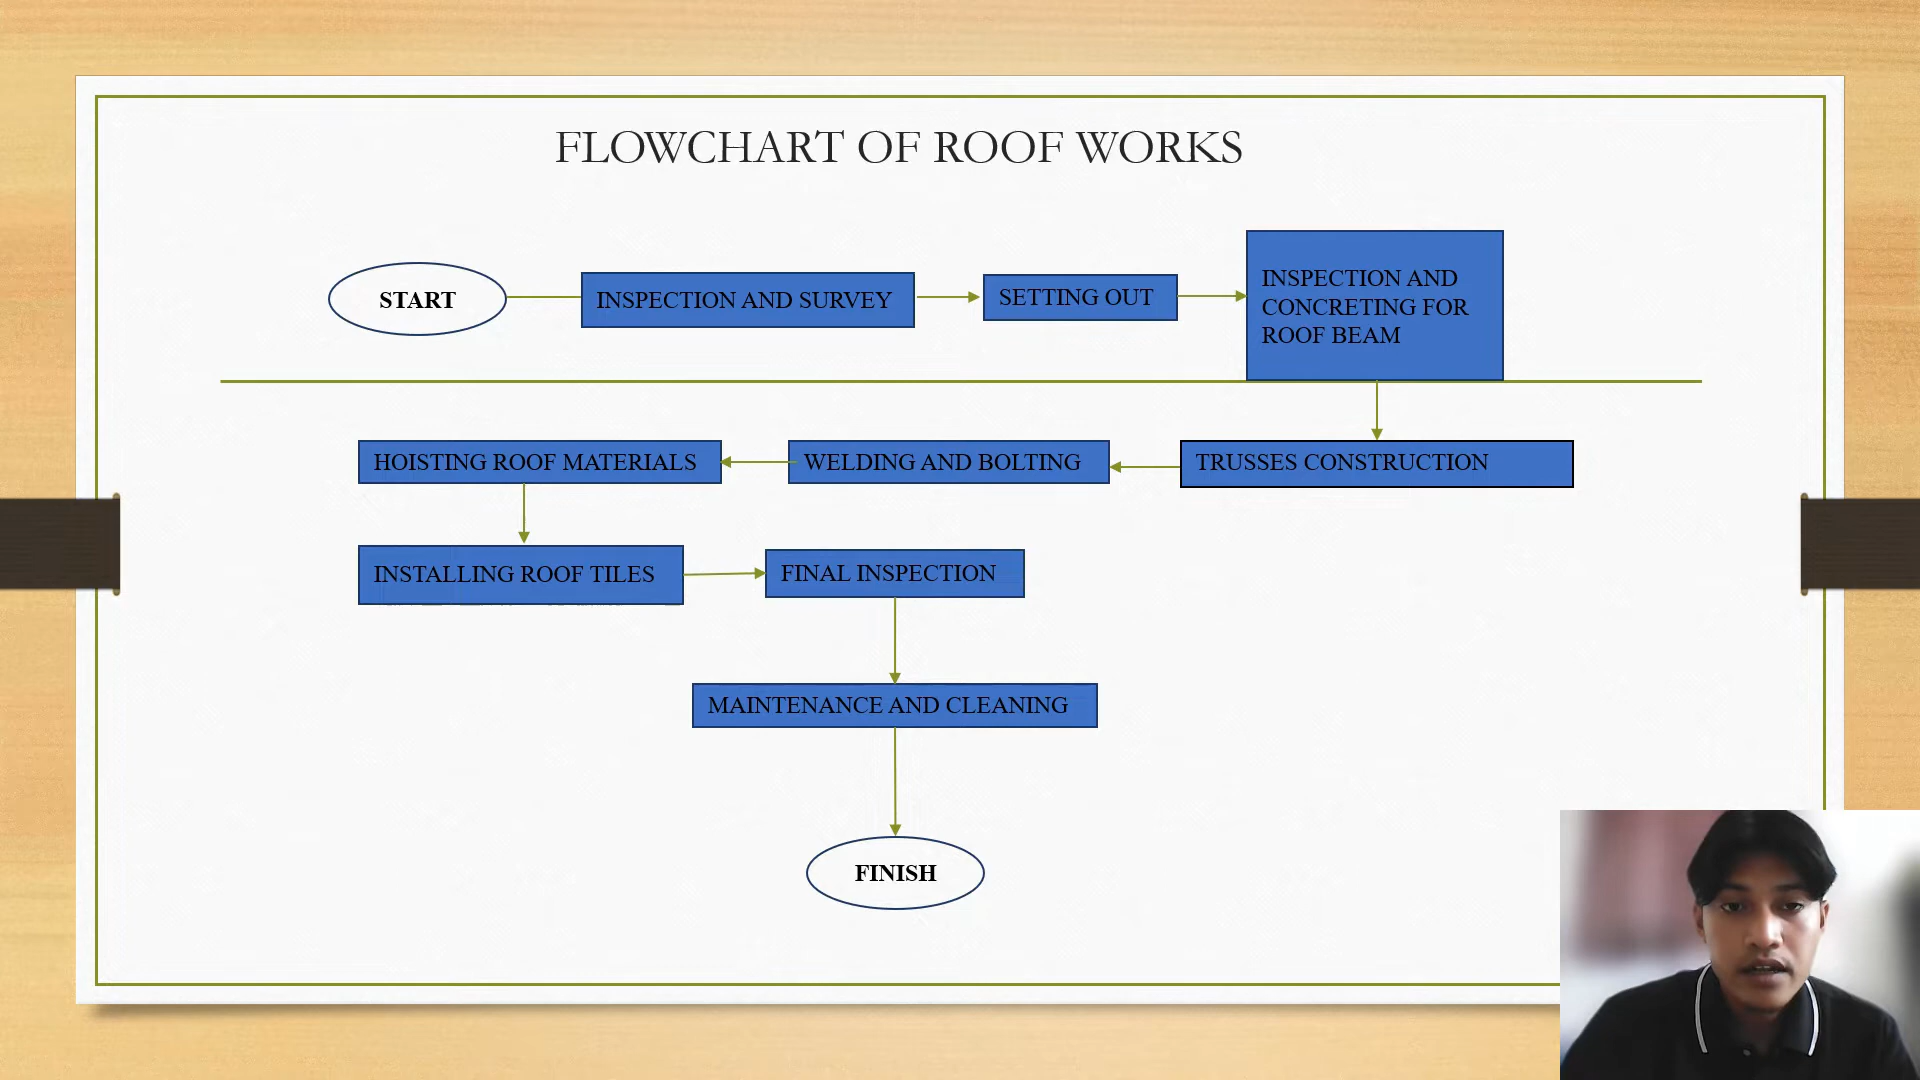 FLOWCHART OF ROOF WORKS
START
INSPECTION AND SURVEY
SETTING OUT
INSPECTION AND
CONCRETING FOR
ROOF BEAM
TRUSSES CONSTRUCTION
WELDING AND BOLTING
HOISTING ROOF MATERIALS
INSTALLING ROOF TILES
FINAL INSPECTION
MAINTENANCE AND CLEANING
FINISH